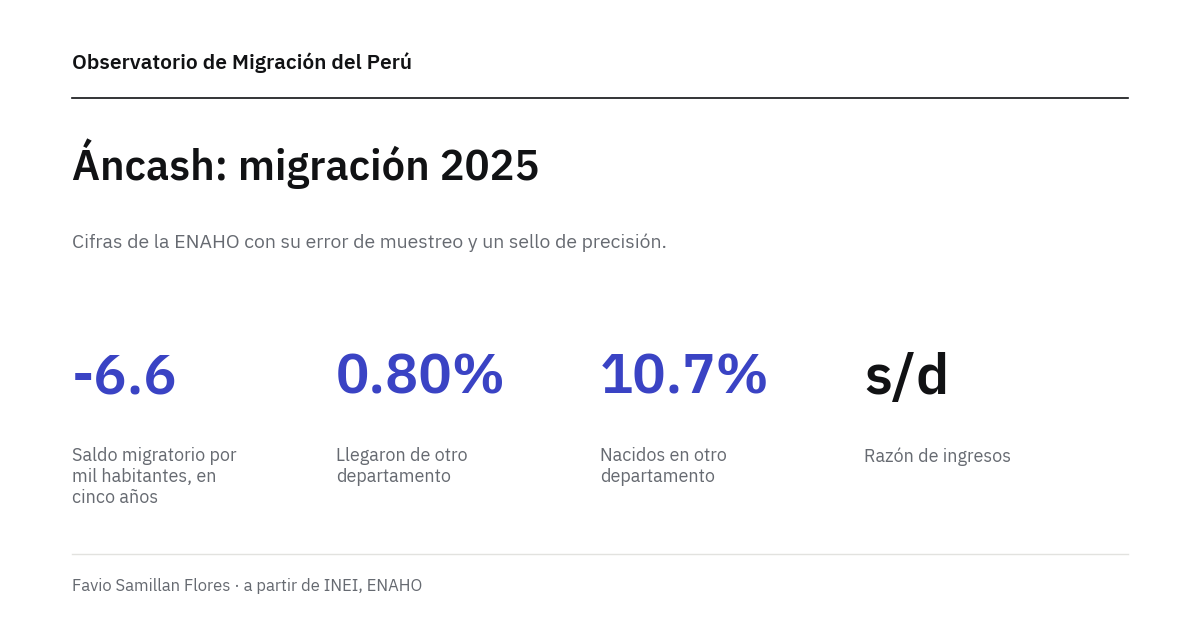 Observatorio de Migración del Perú
Áncash: migración 2025
Cifras de la ENAHO con su error de muestreo y un sello de precisión.
-6.6
0.80%
10.7%
s/d
Saldo migratorio por
mil habitantes, en
cinco años
Llegaron de otro
departamento
Nacidos en otro
departamento
Razón de ingresos
Favio Samillan Flores · a partir de INEI, ENAHO